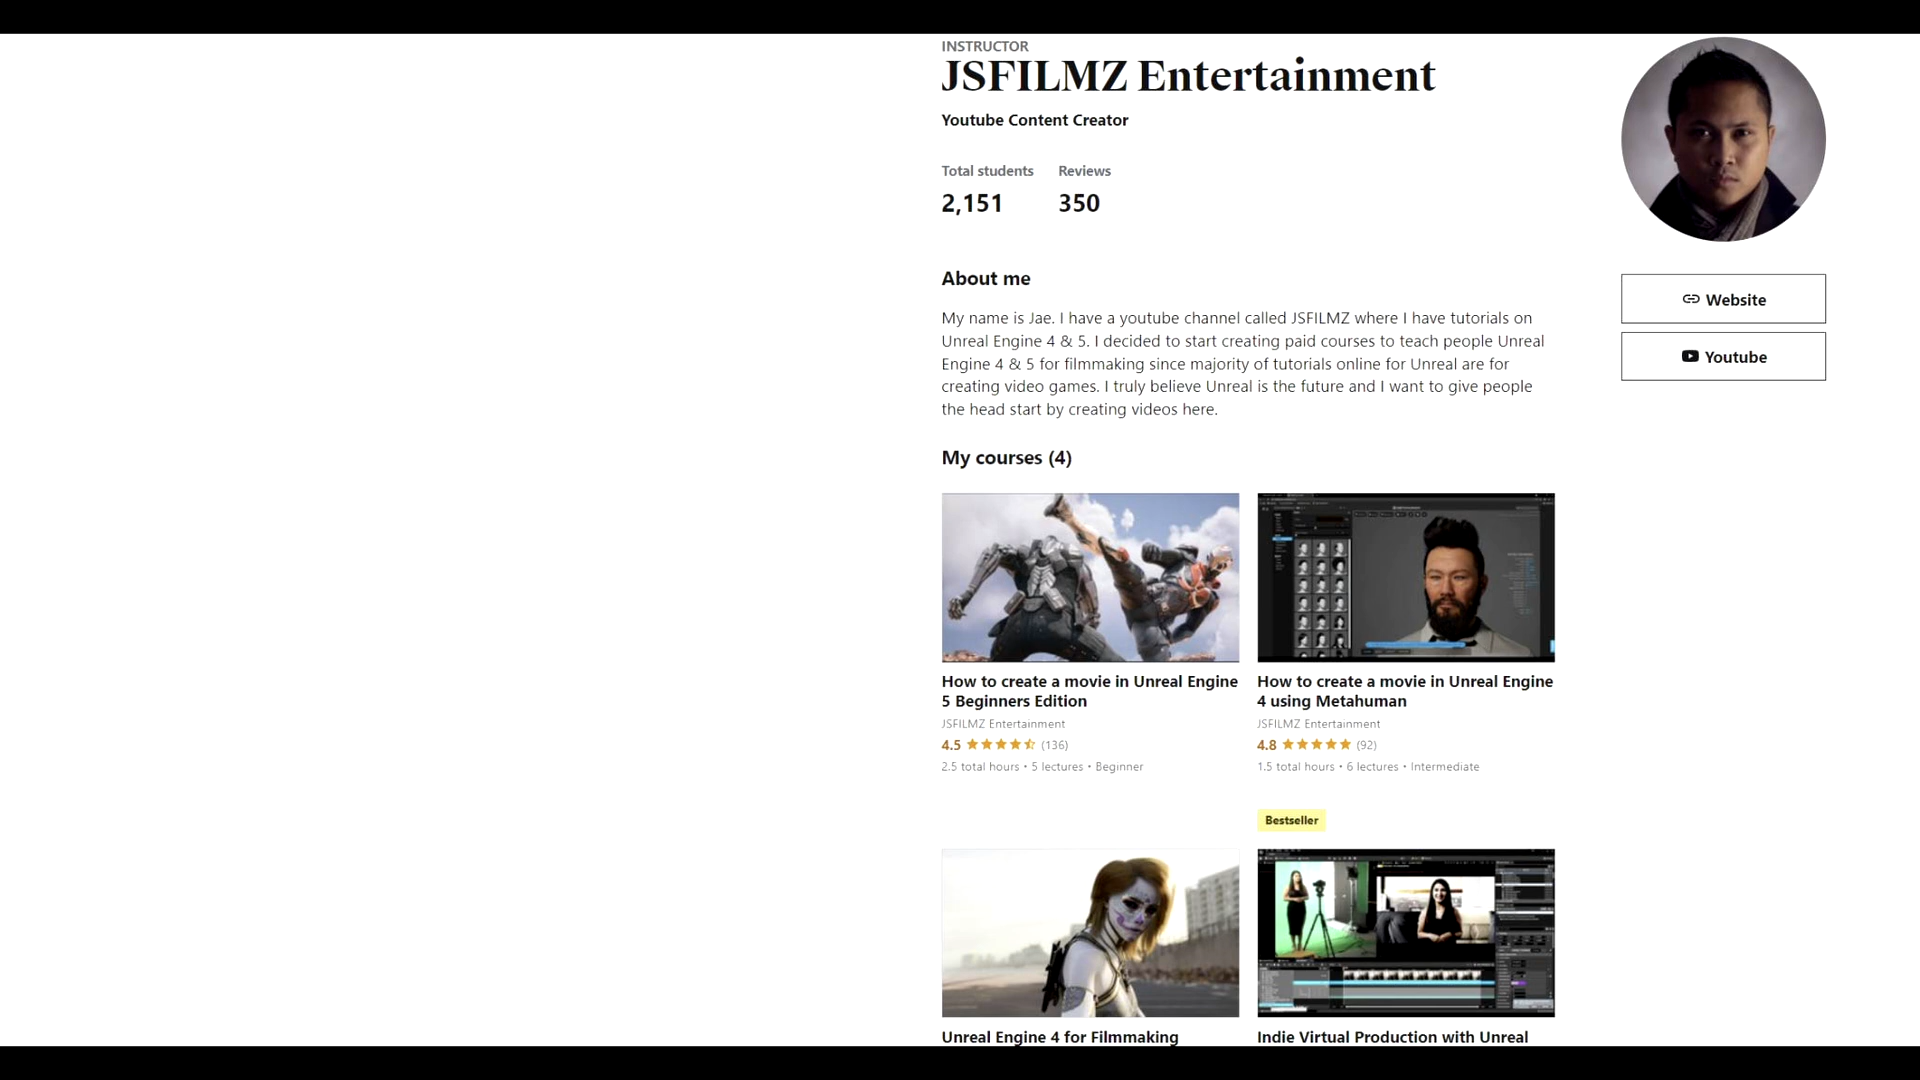 INSTRUCTOR
JSFILMZ Entertainment
Youtube Content Creator
Total students Reviews
2,151 350
About me
My name is Jae. I have a youtube channel called JSFILMZ where I have tutorials on
Unreal Engine 4 & 5. I decided to start creating paid courses to teach people Unreal
Engine 4 & 5 for filmmaking since majority of tutorials online for Unreal are for
creating video games. I truly believe Unreal is the future and I want to give people
the head start by creating videos here.
Website
Youtube
My courses (4)
How to create a movie in Unreal Engine
5 Beginners Edition
JSFILMZ Entertainment
4.5 (136)
2.5 total hours • 5 lectures • Beginner
How to create a movie in Unreal Engine
4 using Metahuman
JSFILMZ Entertainment
4.8 (92)
1.5 total hours • 6 lectures • Intermediate
Bestseller
Unreal Engine 4 for Filmmaking
Indie Virtual Production with Unreal